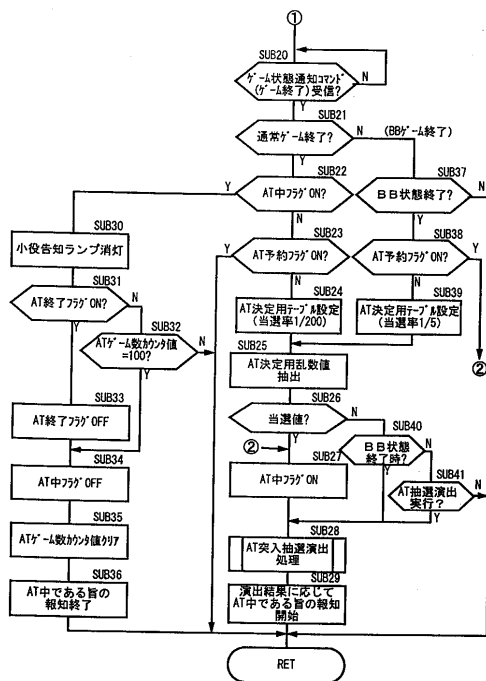 ①
SUB20
ｹﾞｰﾑ状態通知ｺﾏﾝﾄﾞ
(ｹﾞｰﾑ終了)受信?
N
Y
SUB21
通常ｹﾞｰﾑ終了?
N
(BBｹﾞｰﾑ終了)
Y
SUB22
AT中ﾌﾗｸﾞON?
Y
N
SUB37
ＢＢ状態終了?
N
Y
SUB30
小役告知ランプ消灯
SUB23
AT予約ﾌﾗｸﾞON?
Y
N
SUB38
AT予約ﾌﾗｸﾞON?
Y
N
SUB31
AT終了ﾌﾗｸﾞON?
N
Y
SUB24
AT決定用テーブル設定
(当選率1/200)
SUB39
AT決定用テーブル設定
(当選率1/5)
②
SUB32
ATｹﾞｰﾑ数ｶｳﾝﾀ値
=100?
N
Y
SUB25
AT決定用乱数値
抽出
SUB33
AT終了ﾌﾗｸﾞOFF
SUB26
当選値?
N
Y
SUB40
ＢＢ状態
終了時?
N
Y
②
SUB34
AT中ﾌﾗｸﾞOFF
SUB27
AT中ﾌﾗｸﾞON
SUB41
AT抽選演出
実行?
N
Y
SUB35
ATｹﾞｰﾑ数ｶｳﾝﾀ値クリア
SUB28
AT突入抽選演出
処理
SUB36
AT中である旨の
報知終了
SUB29
演出結果に応じて
AT中である旨の報知
開始
RET